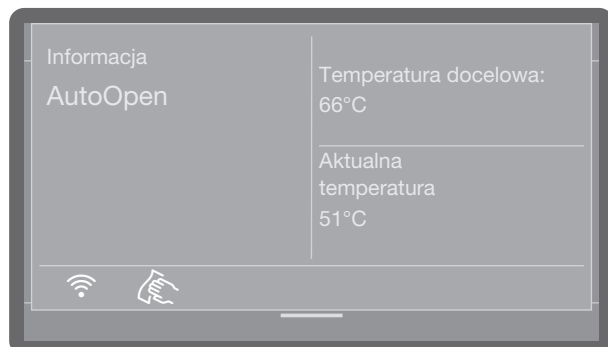 Informacja
AutoOpen
Temperatura docelowa:
66°C
Aktualna
temperatura
51°C